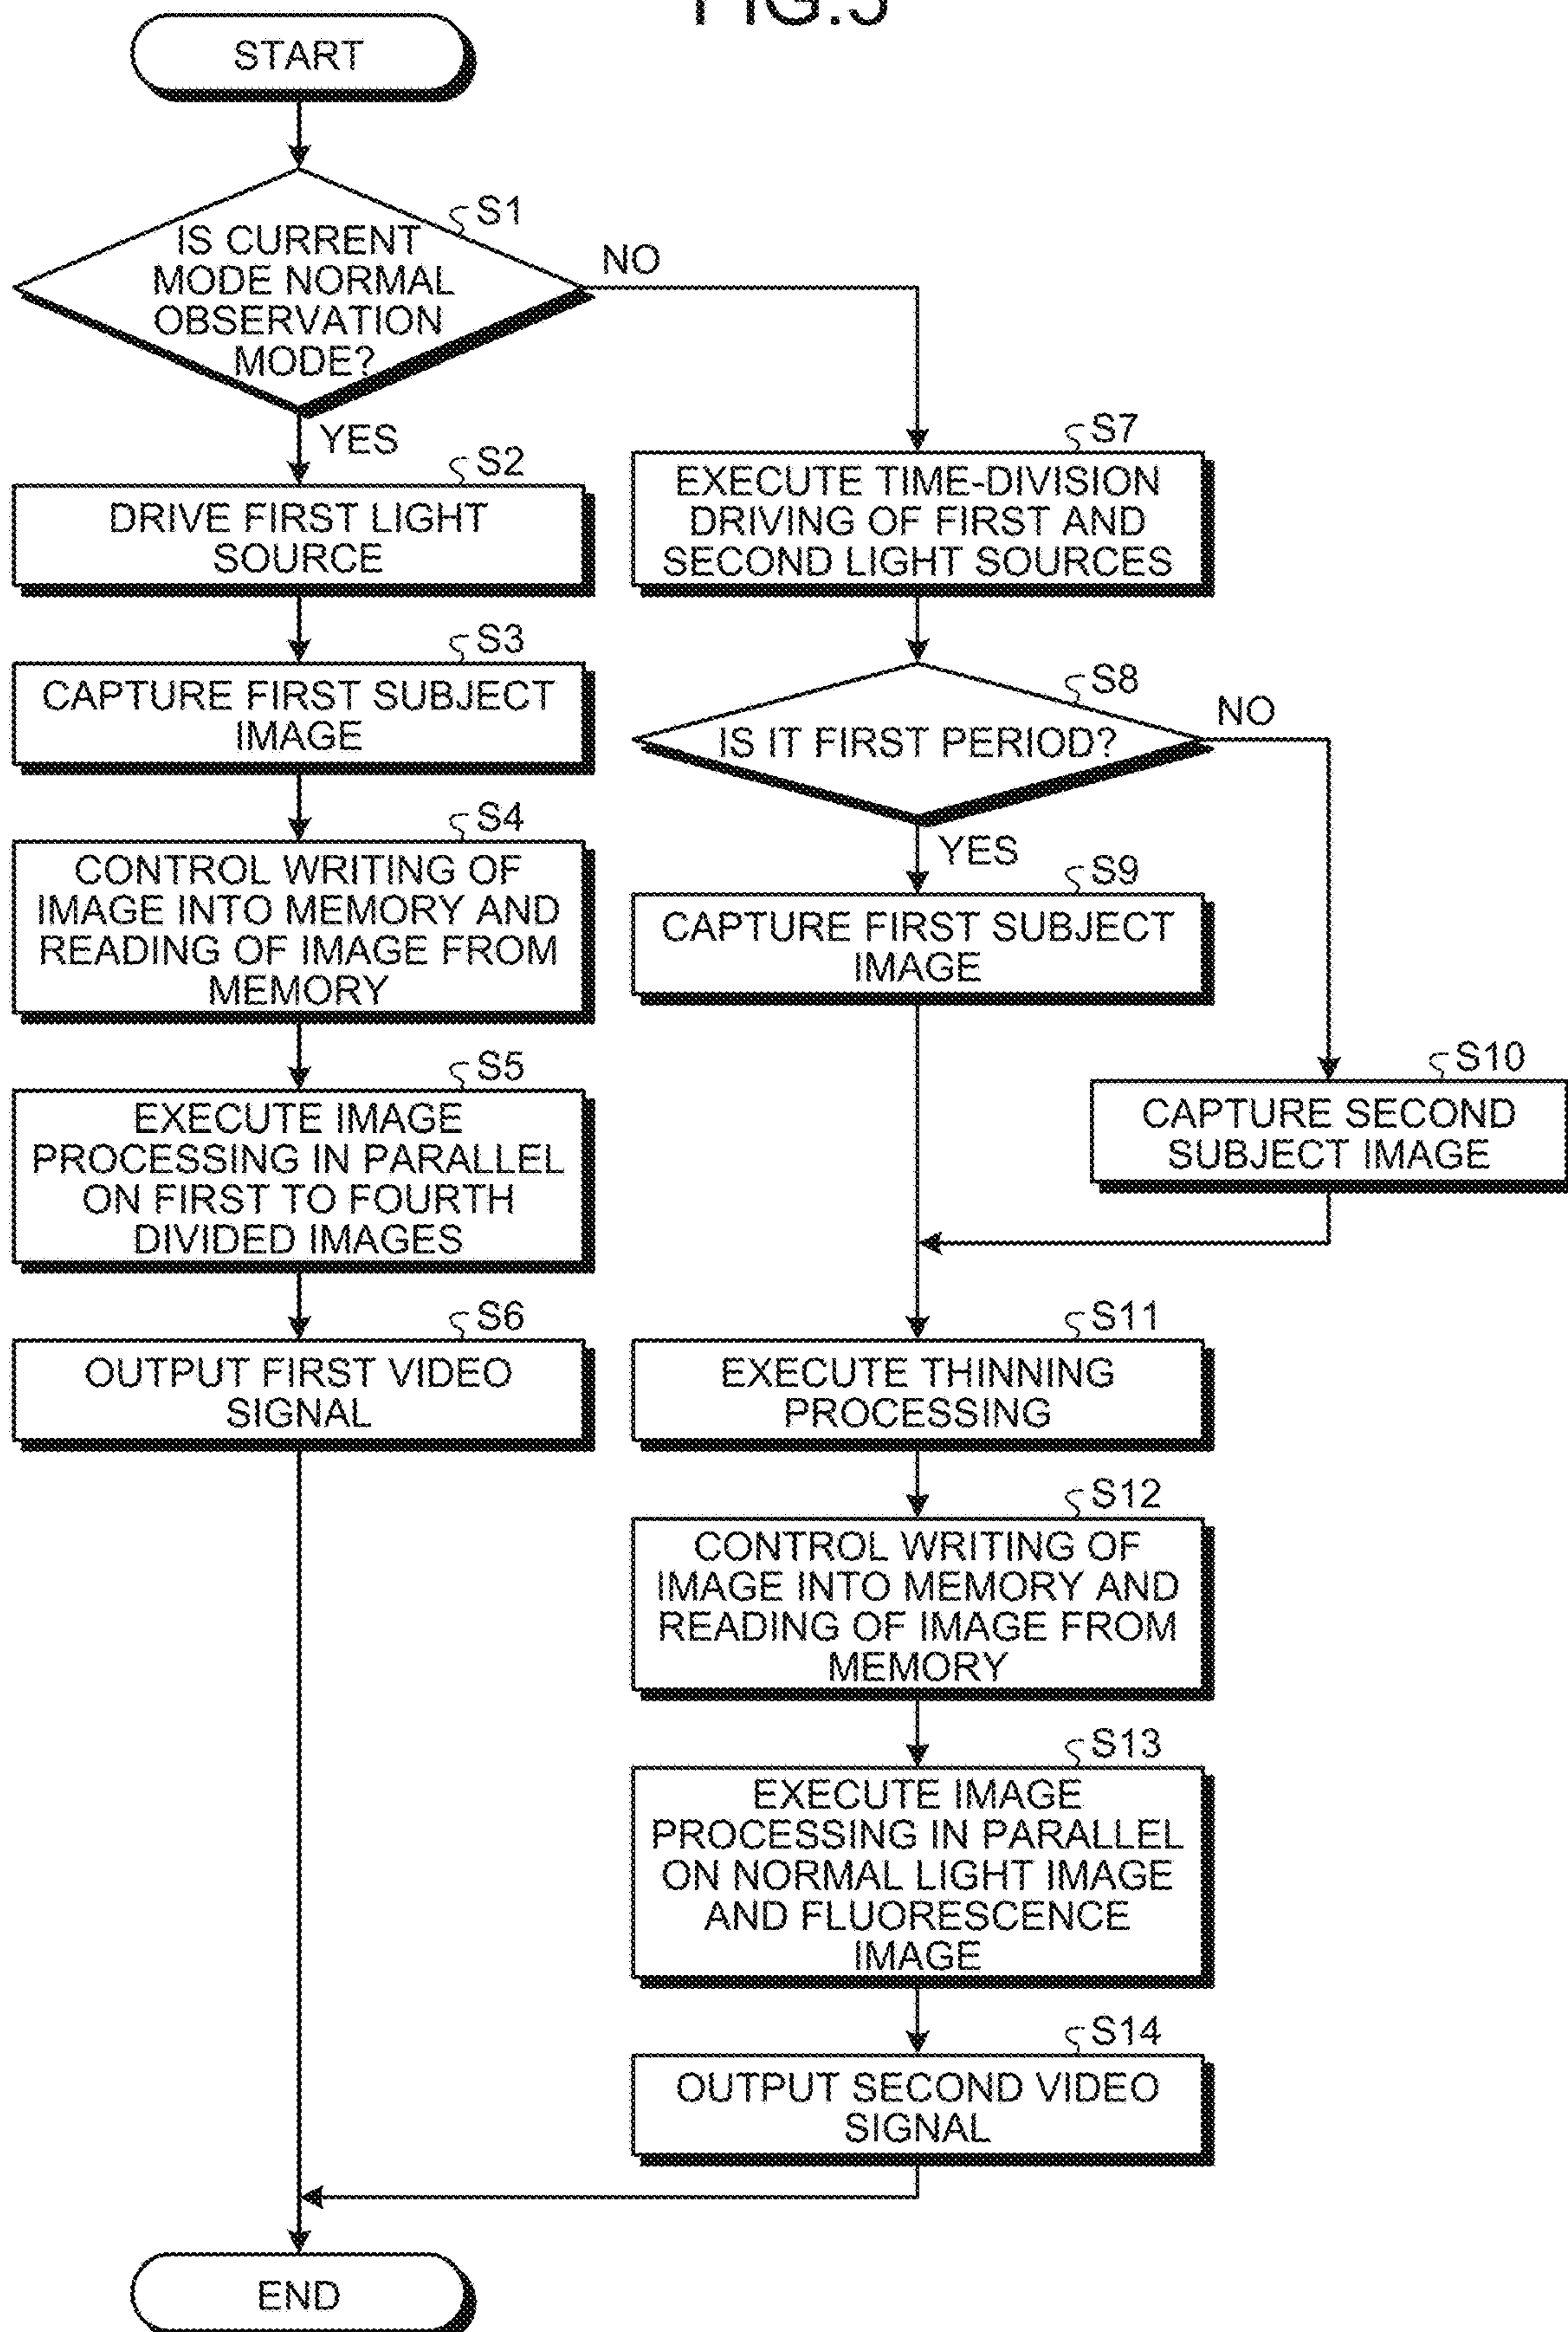 START
S1
IS CURRENT
MODE NORMAL
OBSERVATION
MODE?
NO
YES
S2
DRIVE FIRST LIGHT
SOURCE
S3
CAPTURE FIRST SUBJECT
IMAGE
S4
CONTROL WRITING OF
IMAGE INTO MEMORY AND
READING OF IMAGE FROM
MEMORY
S5
EXECUTE IMAGE
PROCESSING IN PARALLEL
ON FIRST TO FOURTH
DIVIDED IMAGES
S6
OUTPUT FIRST VIDEO
SIGNAL
S7
EXECUTE TIME-DIVISION
DRIVING OF FIRST AND
SECOND LIGHT SOURCES
S8
IS IT FIRST PERIOD?
NO
YES
S9
CAPTURE FIRST SUBJECT
IMAGE
S10
CAPTURE SECOND
SUBJECT IMAGE
S11
EXECUTE THINNING
PROCESSING
S12
CONTROL WRITING OF
IMAGE INTO MEMORY AND
READING OF IMAGE FROM
MEMORY
S13
EXECUTE IMAGE
PROCESSING IN PARALLEL
ON NORMAL LIGHT IMAGE
AND FLUORESCENCE
IMAGE
S14
OUTPUT SECOND VIDEO
SIGNAL
END